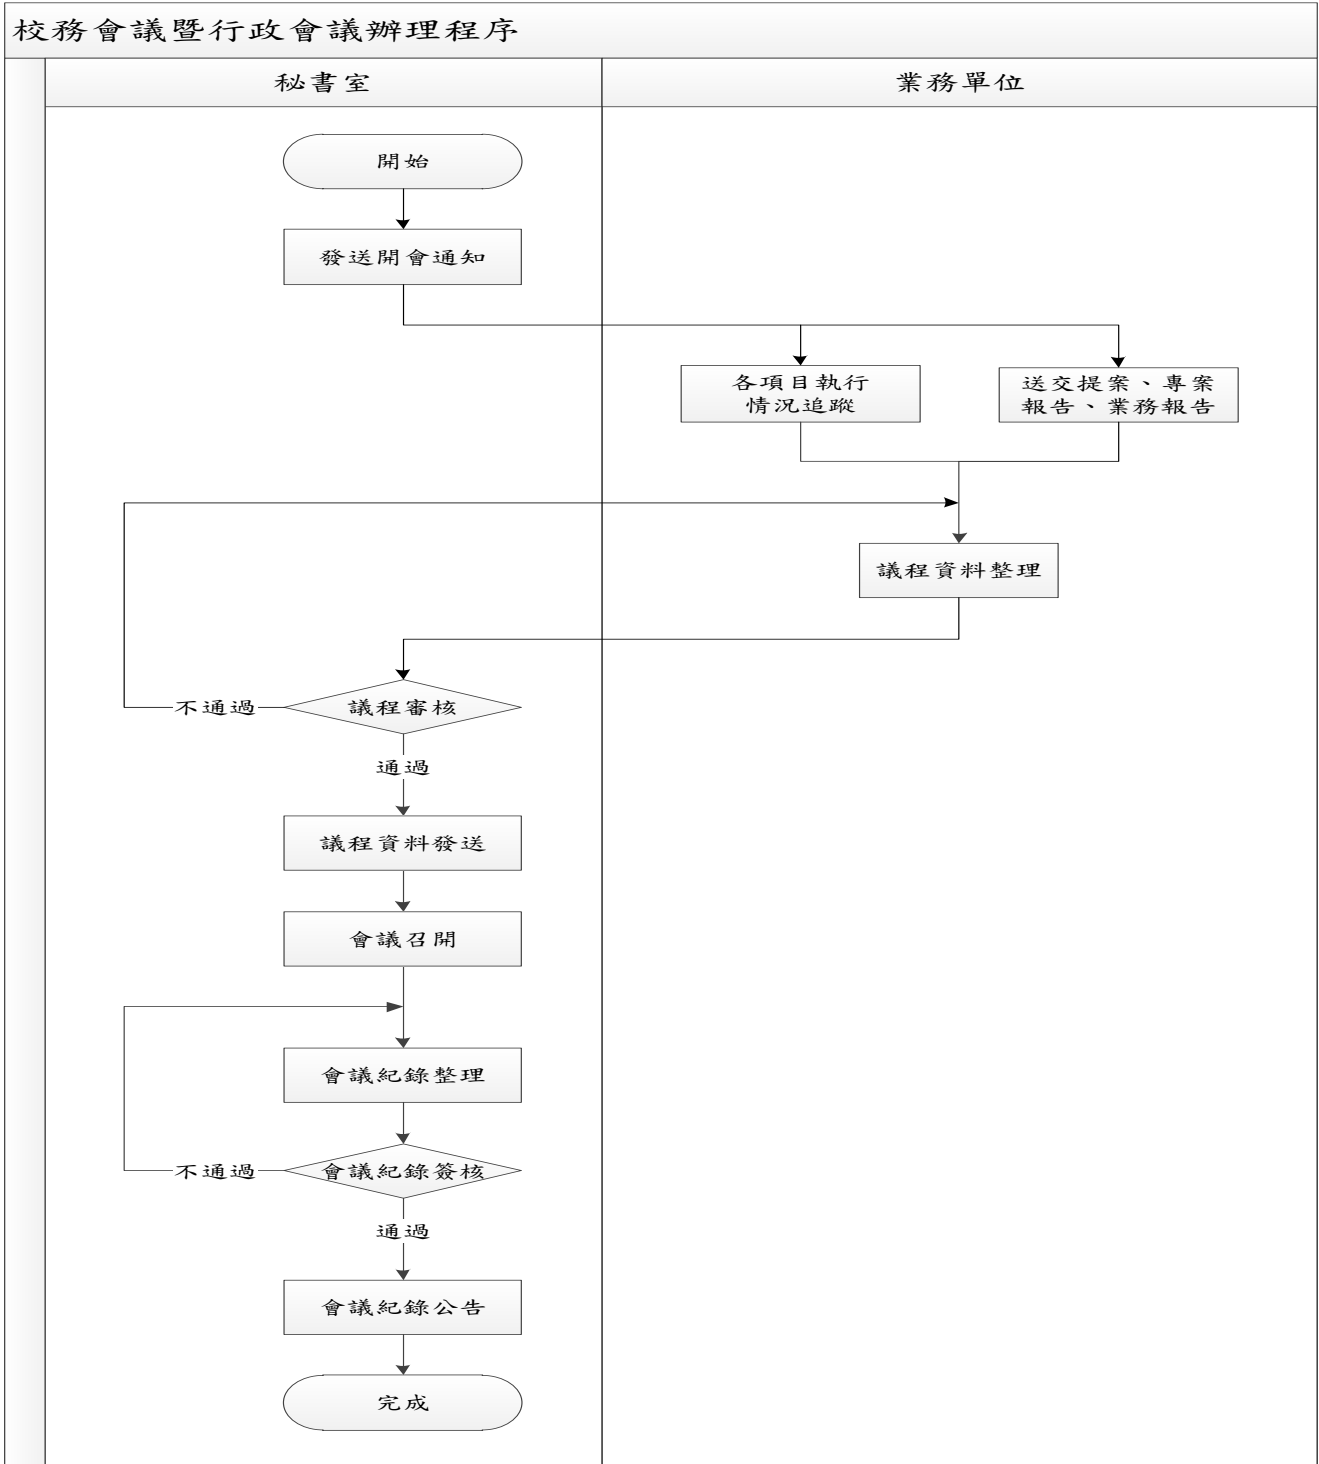 校務會議暨行政會議辦理程序
秘書室
業務單位
開始
發送開會通知
各項目執行
情況追蹤
送交提案、專案
報告、業務報告
議程資料整理
議程審核
不通過
通過
議程資料發送
會議召開
會議紀錄整理
會議紀錄簽核
不通過
通過
會議紀錄公告
完成